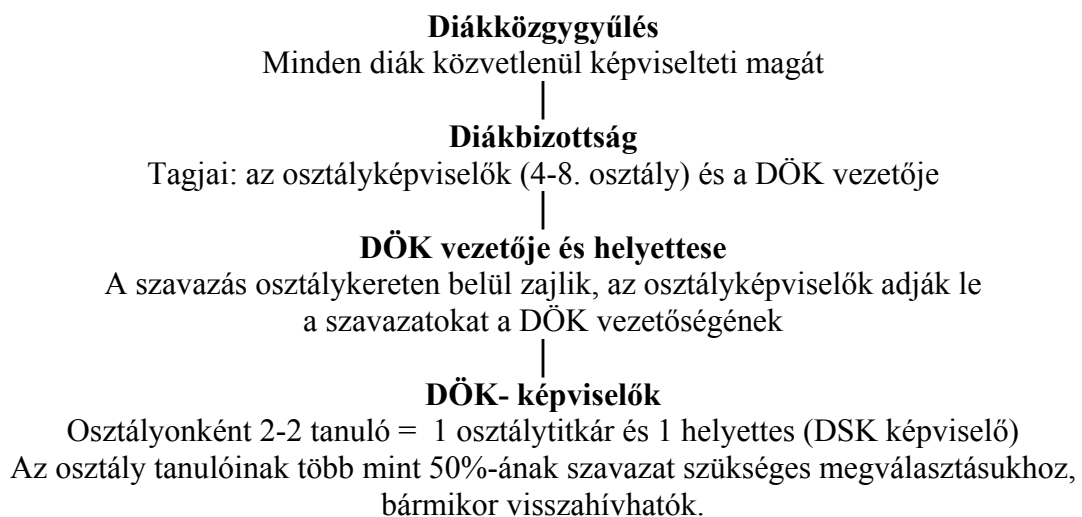 Diákközgygyűlés
Minden diák közvetlenül képviselteti magát
Diákbizottság
Tagjai: az osztályképviselők (4-8. osztály) és a DÖK vezetője
DÖK vezetője és helyettese
A szavazás osztálykereten belül zajlik, az osztályképviselők adják le
a szavazatokat a DÖK vezetőségének
DÖK- képviselők
Osztályonként 2-2 tanuló = 1 osztálytitkár és 1 helyettes (DSK képviselő)
Az osztály tanulóinak több mint 50%-ának szavazat szükséges megválasztásukhoz,
bármikor visszahívhatók.